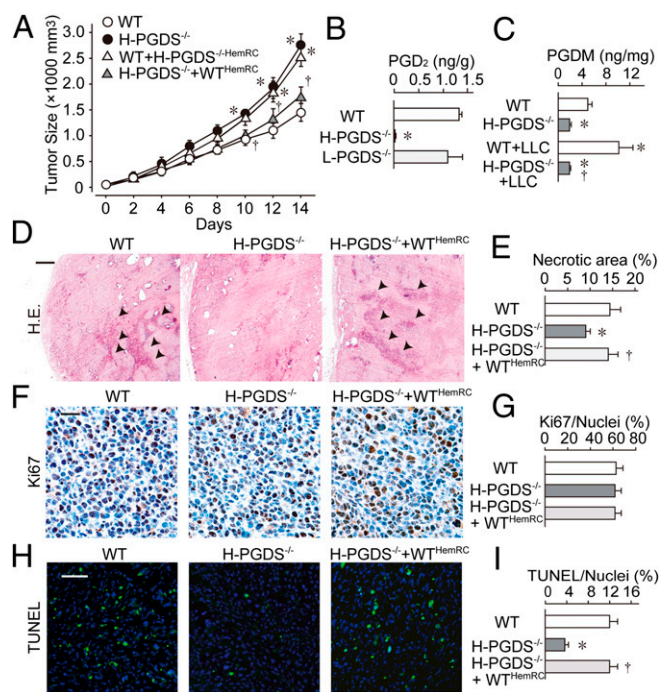 A
WT
H-PGDS-/-
WT+H-PGDS-/-HemRC
H-PGDS-/-+WTHemRC
Tumor Size (×1000 mm3)
3.0
2.5
2.0
1.5
1.0
0.5
0
* * * * * †
† †
0 2 4 6 8 10 12 14
Days
B
PGD2 (ng/g)
0 0.5 1.0 1.5
WT
H-PGDS-/- *
L-PGDS-/-
C
PGDM (ng/mg)
0 4 8 12
WT
H-PGDS-/- *
WT+LLC *
H-PGDS-/- *
+LLC †
D
WT H-PGDS-/- H-PGDS-/-+WTHemRC
H.E.
E
Necrotic area (%)
0 5 10 15
WT
H-PGDS-/- *
H-PGDS-/- †
+ WTHemRC
F
WT H-PGDS-/- H-PGDS-/-+WTHemRC
Ki67
G
Ki67/Nuclei (%)
0 20 40 60 80
WT
H-PGDS-/-
H-PGDS-/-
+ WTHemRC
H
WT H-PGDS-/- H-PGDS-/-+WTHemRC
TUNEL
I
TUNEL/Nuclei (%)
0 4 8 12 16
WT
H-PGDS-/- *
H-PGDS-/- †
+ WTHemRC